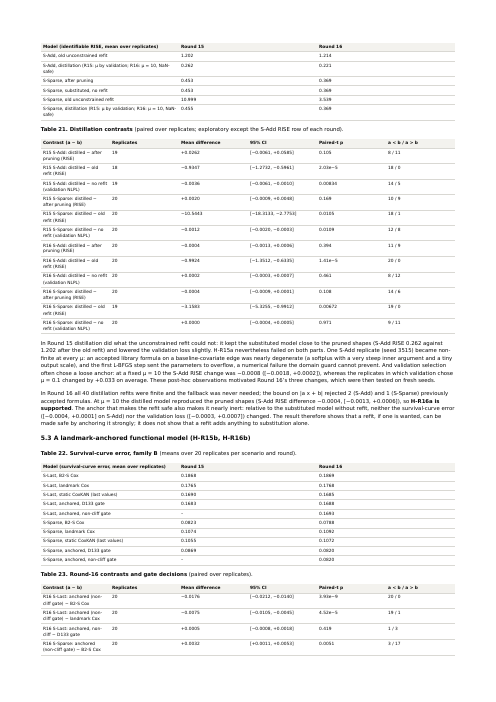 Model (identifiable RISE, mean over replicates) Round 15 Round 16
S-Add, old unconstrained refit 1.202 1.214
S-Add, distillation (R15: μ by validation; R16: μ = 10, NaN-safe) 0.262 0.221
S-Sparse, after pruning 0.453 0.369
S-Sparse, substituted, no refit 0.453 0.369
S-Sparse, old unconstrained refit 10.999 3.539
S-Sparse, distillation (R15: μ by validation; R16: μ = 10, NaN-safe) 0.455 0.369
Table 21. Distillation contrasts (paired over replicates; exploratory except the S-Add RISE row of each round).
Contrast (a − b) Replicates Mean difference 95% CI Paired-t p a < b / a > b
R15 S-Add: distilled − after pruning (RISE) 19 +0.0262 [−0.0061, +0.0585] 0.105 8 / 11
R15 S-Add: distilled − old refit (RISE) 18 −0.9347 [−1.2732, −0.5961] 2.03e−5 18 / 0
R15 S-Add: distilled − no refit (validation NLPL) 19 −0.0036 [−0.0061, −0.0010] 0.00834 14 / 5
R15 S-Sparse: distilled − after pruning (RISE) 20 +0.0020 [−0.0009, +0.0048] 0.169 10 / 9
R15 S-Sparse: distilled − old refit (RISE) 20 −10.5443 [−18.3133, −2.7753] 0.0105 18 / 1
R15 S-Sparse: distilled − no refit (validation NLPL) 20 −0.0012 [−0.0020, −0.0003] 0.0109 12 / 8
R16 S-Add: distilled − after pruning (RISE) 20 −0.0004 [−0.0013, +0.0006] 0.394 11 / 9
R16 S-Add: distilled − old refit (RISE) 20 −0.9924 [−1.3512, −0.6335] 1.41e−5 20 / 0
R16 S-Add: distilled − no refit (validation NLPL) 20 +0.0002 [−0.0003, +0.0007] 0.461 8 / 12
R16 S-Sparse: distilled − after pruning (RISE) 20 −0.0004 [−0.0009, +0.0001] 0.108 14 / 6
R16 S-Sparse: distilled − old refit (RISE) 19 −3.1583 [−5.3255, −0.9912] 0.00672 19 / 0
R16 S-Sparse: distilled − no refit (validation NLPL) 20 +0.0000 [−0.0004, +0.0005] 0.971 9 / 11
In Round 15 distillation did what the unconstrained refit could not: it kept the substituted model close to the pruned shapes (S-Add RISE 0.262 against
1.202 after the old refit) and lowered the validation loss slightly. H-R15a nevertheless failed on both parts. One S-Add replicate (seed 3515) became non-
finite at every μ: an accepted library formula on a baseline-covariate edge was nearly degenerate (a softplus with a very steep inner argument and a tiny
output scale), and the first L-BFGS step sent the parameters to overflow, a numerical failure the domain guard cannot prevent. And validation selection
often chose a loose anchor: at a fixed μ = 10 the S-Add RISE change was −0.0008 ([−0.0018, +0.0002]), whereas the replicates in which validation chose
μ = 0.1 changed by +0.033 on average. These post-hoc observations motivated Round 16's three changes, which were then tested on fresh seeds.
In Round 16 all 40 distillation refits were finite and the fallback was never needed; the bound on |a x + b| rejected 2 (S-Add) and 1 (S-Sparse) previously
accepted formulas. At μ = 10 the distilled model reproduced the pruned shapes (S-Add RISE difference −0.0004, [−0.0013, +0.0006]), so H-R16a is
supported. The anchor that makes the refit safe also makes it nearly inert: relative to the substituted model without refit, neither the survival-curve error
([−0.0004, +0.0001] on S-Add) nor the validation loss ([−0.0003, +0.0007]) changed. The result therefore shows that a refit, if one is wanted, can be
made safe by anchoring it strongly; it does not show that a refit adds anything to substitution alone.
5.3 A landmark-anchored functional model (H-R15b, H-R16b)
Table 22. Survival-curve error, family B (means over 20 replicates per scenario and round).
Model (survival-curve error, mean over replicates) Round 15 Round 16
S-Last, B2-S Cox 0.1868 0.1869
S-Last, landmark Cox 0.1765 0.1768
S-Last, static CoxKAN (last values) 0.1690 0.1685
S-Last, anchored, D133 gate 0.1683 0.1688
S-Last, anchored, non-cliff gate – 0.1693
S-Sparse, B2-S Cox 0.0823 0.0788
S-Sparse, landmark Cox 0.1074 0.1092
S-Sparse, static CoxKAN (last values) 0.1055 0.1072
S-Sparse, anchored, D133 gate 0.0869 0.0820
S-Sparse, anchored, non-cliff gate – 0.0820
Table 23. Round-16 contrasts and gate decisions (paired over replicates).
Contrast (a − b) Replicates Mean difference 95% CI Paired-t p a < b / a > b
R16 S-Last: anchored (non-cliff gate) − B2-S Cox 20 −0.0176 [−0.0212, −0.0140] 3.93e−9 20 / 0
R16 S-Last: anchored (non-cliff gate) − landmark Cox 20 −0.0075 [−0.0105, −0.0045] 4.52e−5 19 / 1
R16 S-Last: anchored (non-cliff gate) − D133 gate 20 +0.0005 [−0.0008, +0.0018] 0.419 1 / 3
R16 S-Sparse: anchored (non-cliff gate) − B2-S Cox 20 +0.0032 [+0.0011, +0.0053] 0.0051 3 / 17